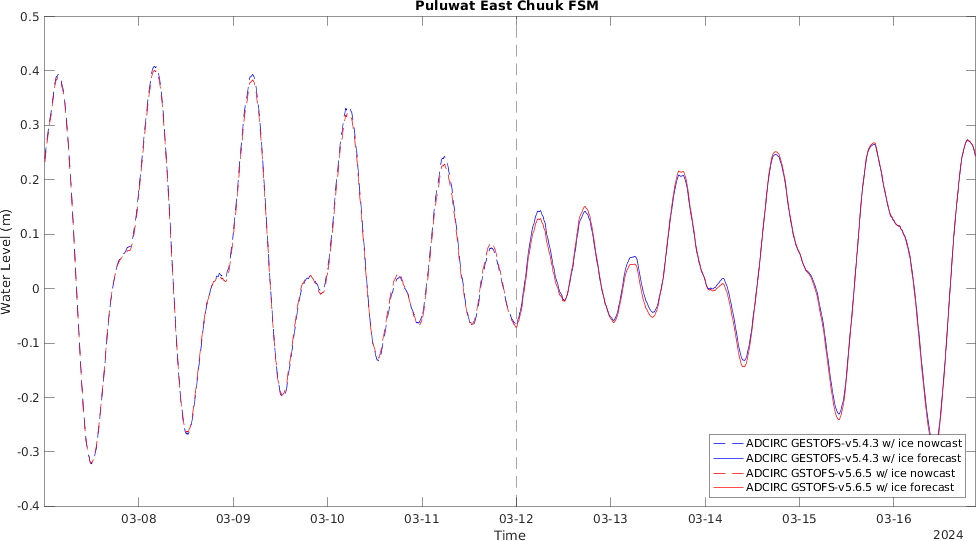 Puluwat East Chuuk FSM
0.5
0.4
0.3
0.2
0.1
0
-0.1
-0.2
-0.3
-0.4
Water Level (m)
ADCIRC GESTOFS-v5.4.3 w/ ice nowcast
ADCIRC GESTOFS-v5.4.3 w/ ice forecast
ADCIRC GSTOFS-v5.6.5 w/ ice nowcast
ADCIRC GSTOFS-v5.6.5 w/ ice forecast
03-08 03-09 03-10 03-11 03-12 03-13 03-14 03-15 03-16
Time
2024